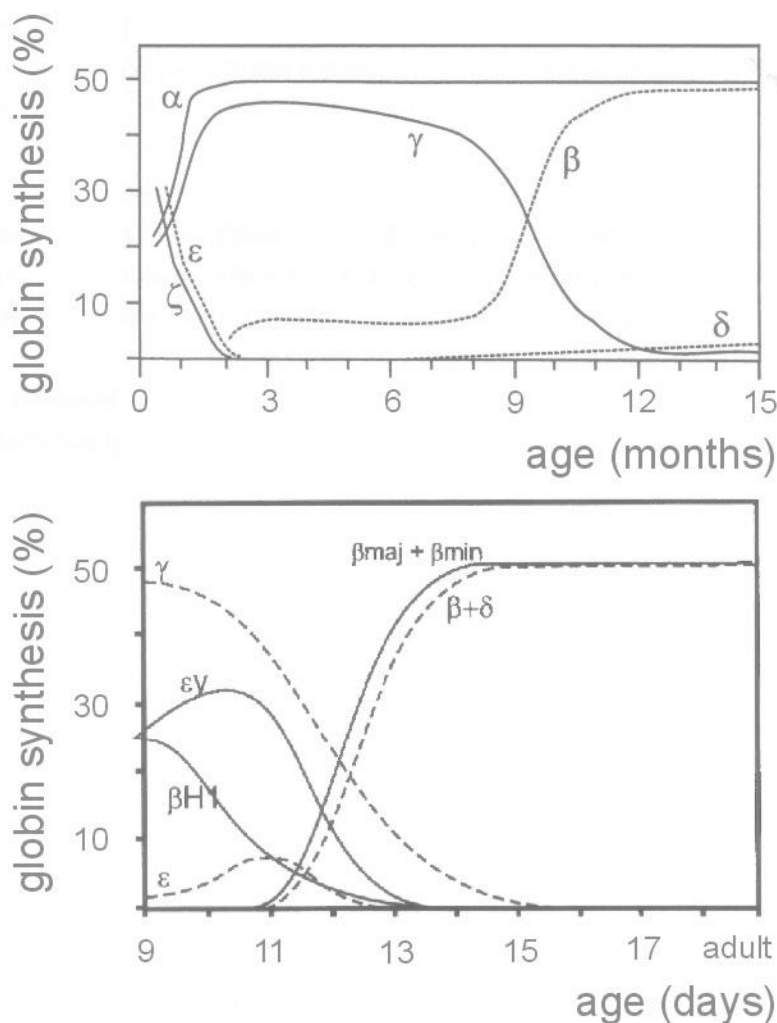 globin synthesis (%)
50
30
10
α
γ
β
ε
ζ
δ
0 3 6 9 12 15
age (months)
globin synthesis (%)
50
30
10
γ
βmaj + βmin
β+δ
εy
βH1
ε
9 11 13 15 17 adult
age (days)